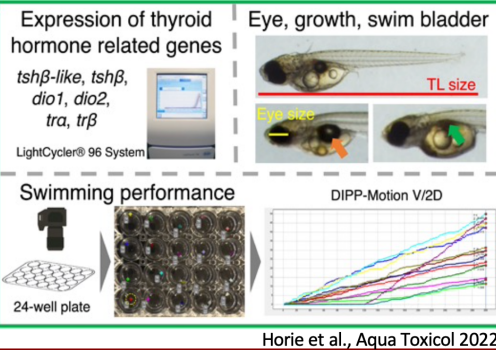 Expression of thyroid
hormone related genes
tshβ-like, tshβ,
dio1, dio2,
trα, trβ
LightCycler® 96 System
Eye, growth, swim bladder
TL size
Eye size
Swimming performance
24-well plate
DIPP-Motion V/2D
Horie et al., Aqua Toxicol 2022